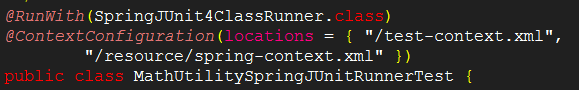 @RunWith(SpringJUnit4ClassRunner.class)
@ContextConfiguration(locations = { "/test-context.xml",
"/resource/spring-context.xml" })
public class MathUtilitySpringJUnitRunnerTest {